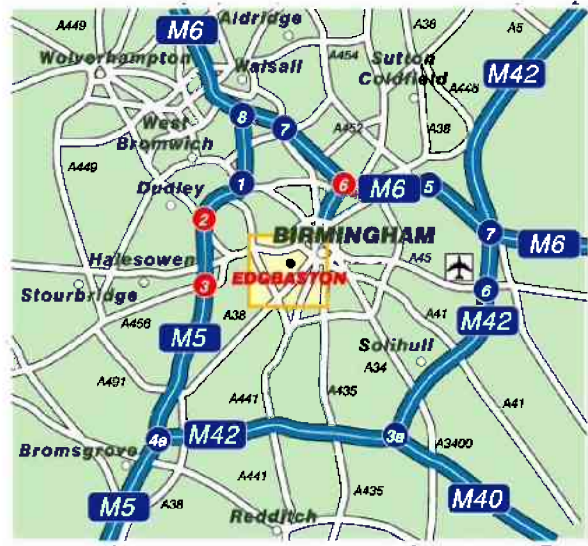 A449
M6
Aldridge
A38
A5
Wolverhampton
Walsall
A454
Sutton
Coldfield
M42
A446
West
Bromwich
8
7
A452
A38
A449
Dudley
1
6
M6
5
2
BIRMINGHAM
7
M6
Halesowen
EDGBASTON
A45
Stourbridge
3
6
A456
M5
A38
A41
M42
Solihull
A491
A441
A435
A34
A41
4a
M42
3a
A3400
Bromsgrove
A441
A435
M40
M5
A38
Redditch